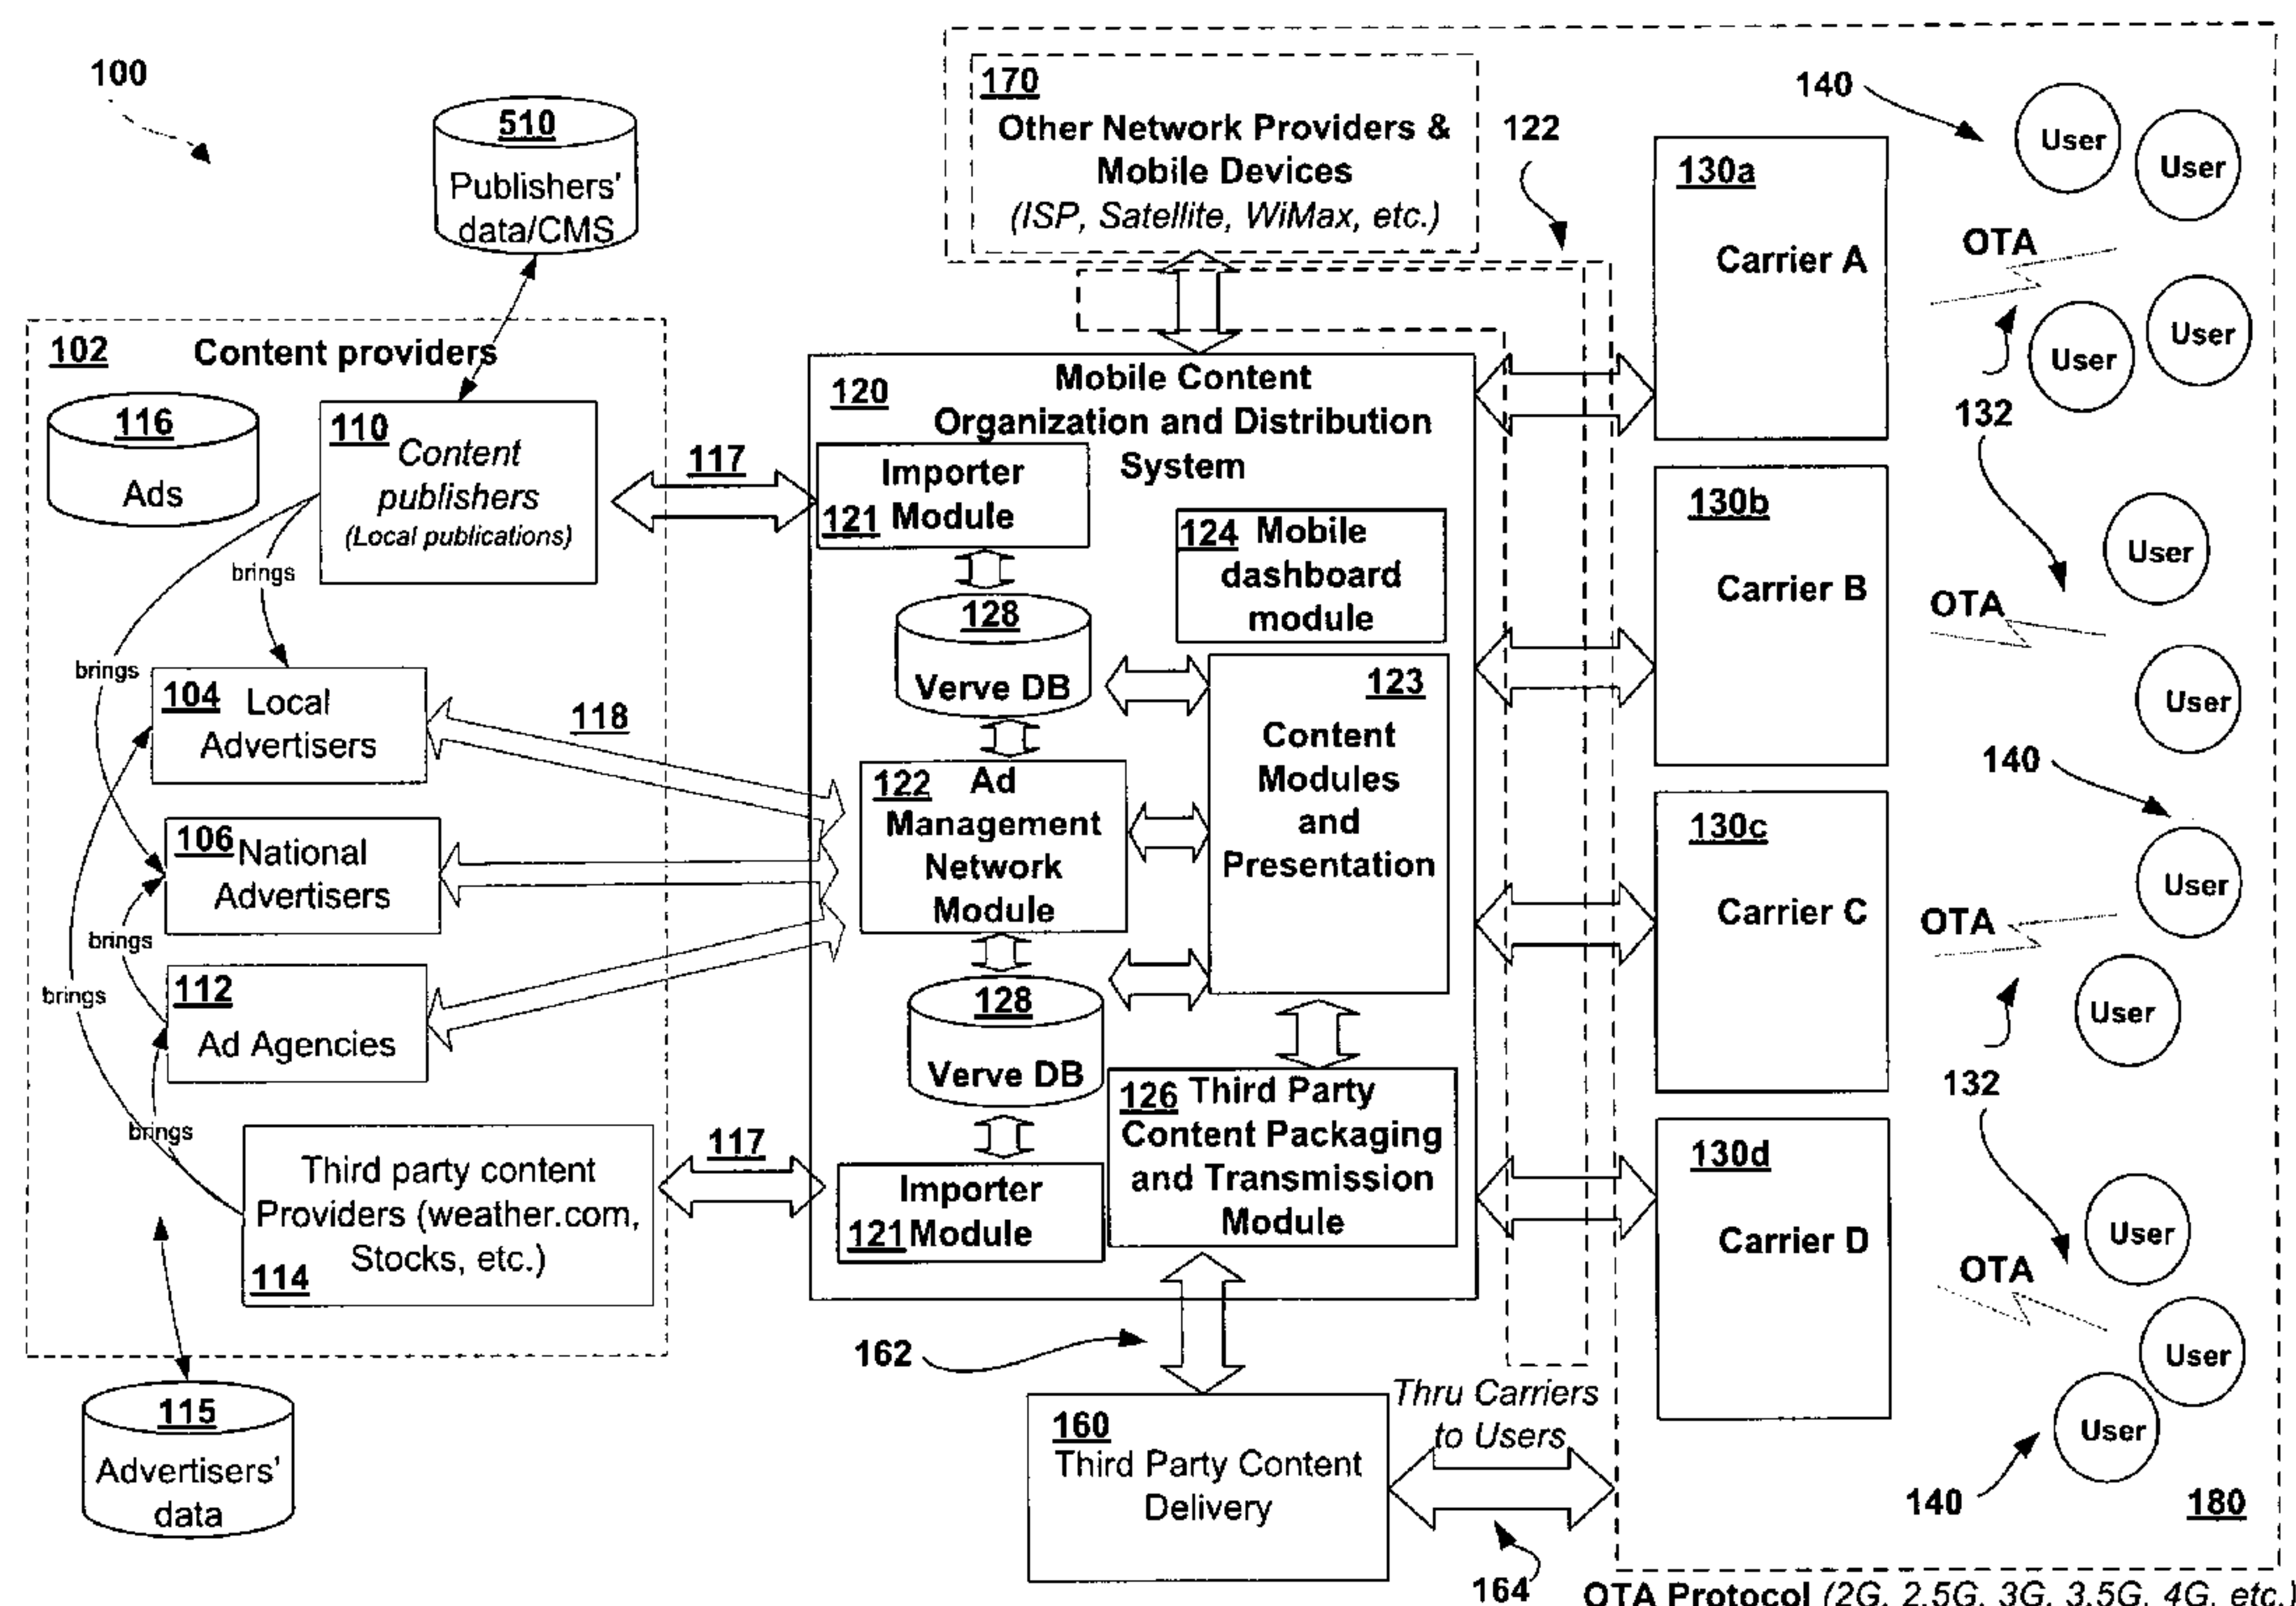 100
510
Publishers'
data/CMS
170
Other Network Providers &
Mobile Devices
(ISP, Satellite, WiMax, etc.)
122
102
Content providers
116
Ads
110
Content
publishers
(Local publications)
117
brings
brings
104
Local
Advertisers
118
106
National
Advertisers
brings
brings
112
Ad Agencies
brings
Third party content
Providers (weather.com,
Stocks, etc.)
114
117
115
Advertisers'
data
120
Mobile Content
Organization and Distribution
System
Importer
121 Module
124 Mobile
dashboard
module
128
Verve DB
123
Content
Modules
and
Presentation
122 Ad
Management
Network
Module
128
Verve DB
126 Third Party
Content Packaging
and Transmission
Module
Importer
121 Module
162
160
Third Party Content
Delivery
Thru Carriers
to Users
164
130a
Carrier A
130b
Carrier B
130c
Carrier C
130d
Carrier D
140
User
User
OTA
User
User
132
User
OTA
User
140
User
OTA
User
132
User
OTA
User
User
140
180
OTA Protocol (2G, 2.5G, 3G, 3.5G, 4G, etc.)